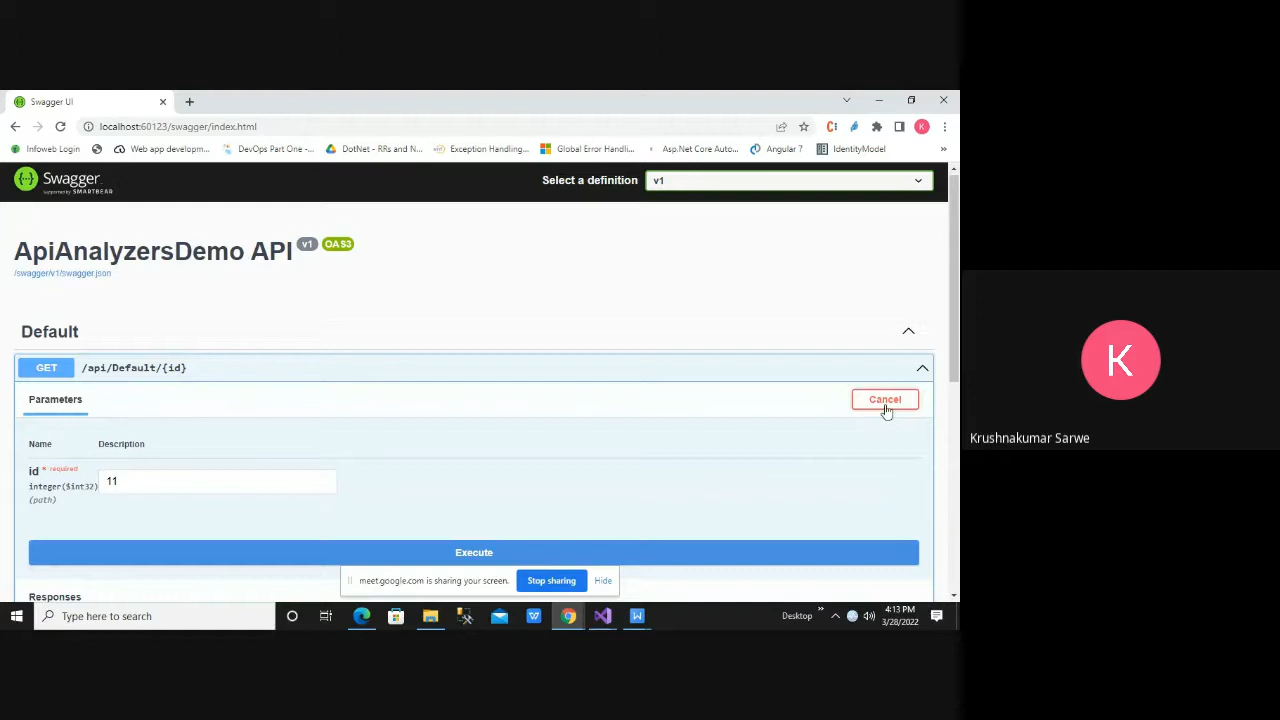 Swagger UI
localhost:60123/swagger/index.html
K
Infoweb Login
Web app developm...
DevOps Part One -...
DotNet - RRs and N...
Exception Handling...
Global Error Handli...
Asp.Net Core Auto...
Angular ?
IdentityModel
»
Swagger
Supported by SMARTBEAR
Select a definition
v1
ApiAnalyzersDemo API v1 OAS3
/swagger/v1/swagger.json
Default
GET /api/Default/{id}
Parameters
Cancel
Name Description
id * required
integer($int32)
(path)
11
Execute
Responses
meet.google.com is sharing your screen. Stop sharing Hide
Type here to search
Desktop
»
4:13 PM
3/28/2022
K
Krushnakumar Sarwe